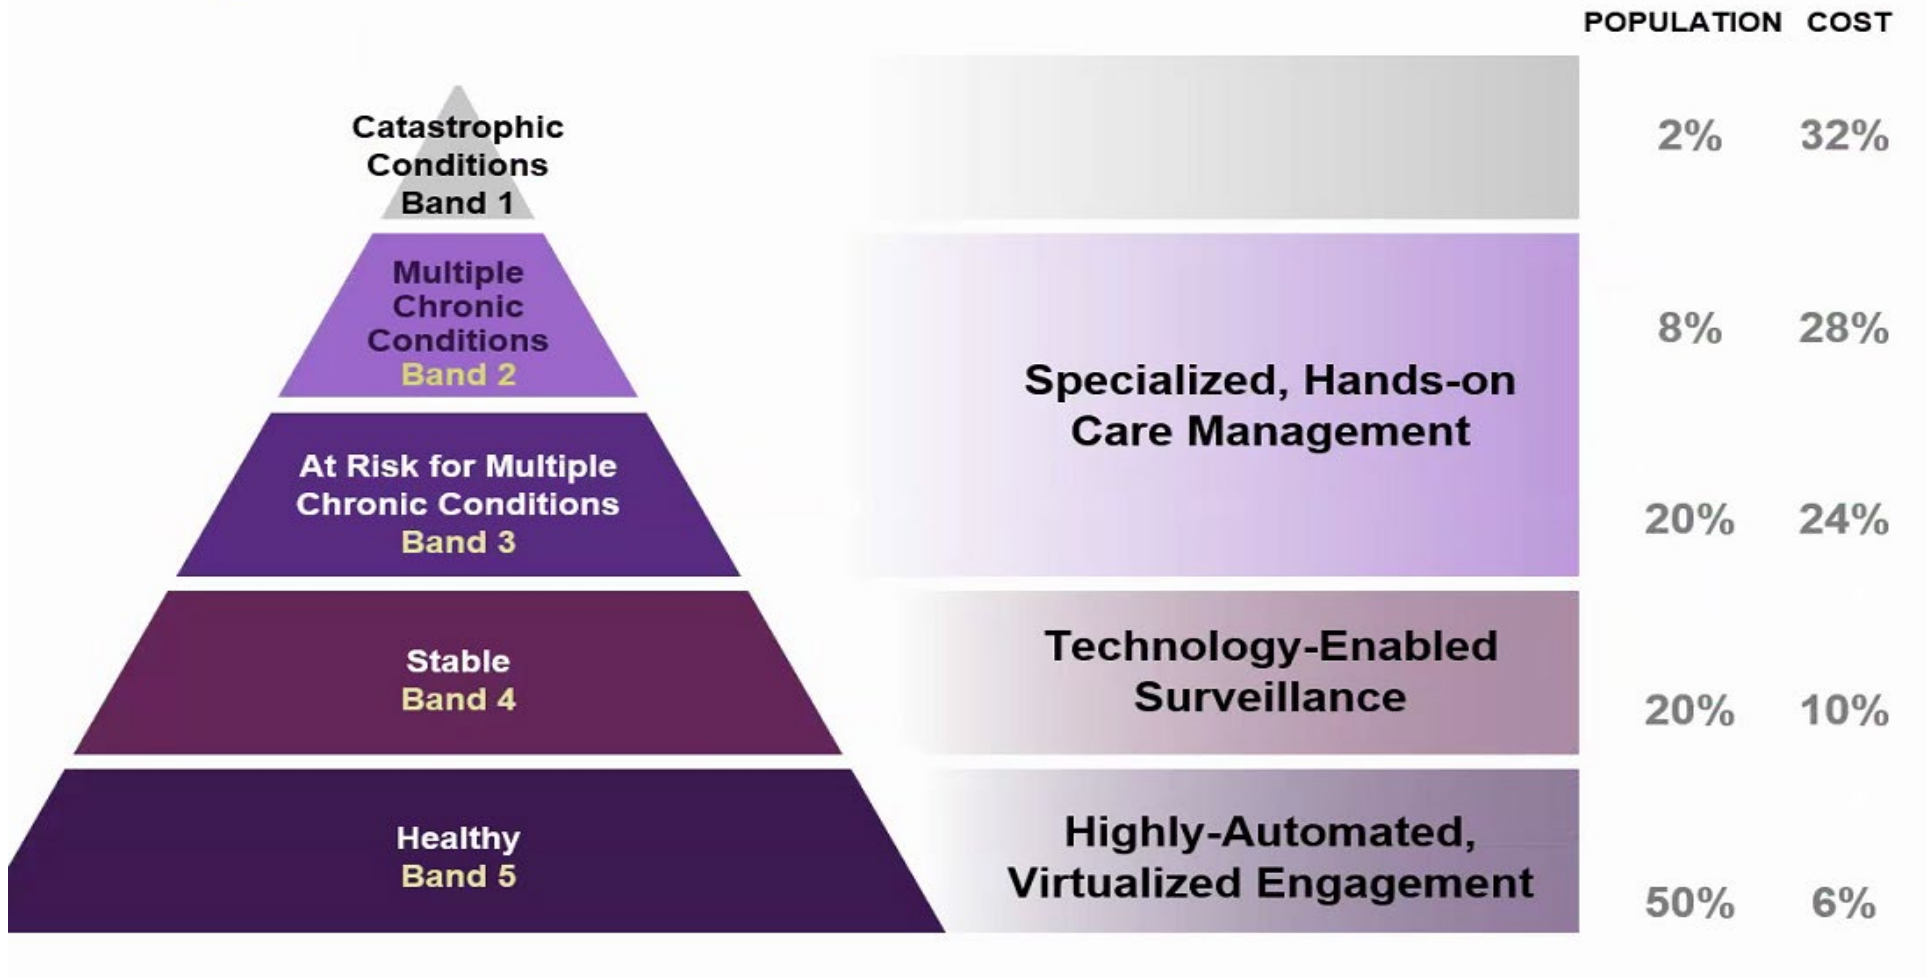 POPULATION COST
Catastrophic
Conditions
Band 1
2% 32%
Multiple
Chronic
Conditions
Band 2
8% 28%
Specialized, Hands-on
Care Management
At Risk for Multiple
Chronic Conditions
Band 3
20% 24%
Stable
Band 4
Technology-Enabled
Surveillance
20% 10%
Healthy
Band 5
Highly-Automated,
Virtualized Engagement
50% 6%